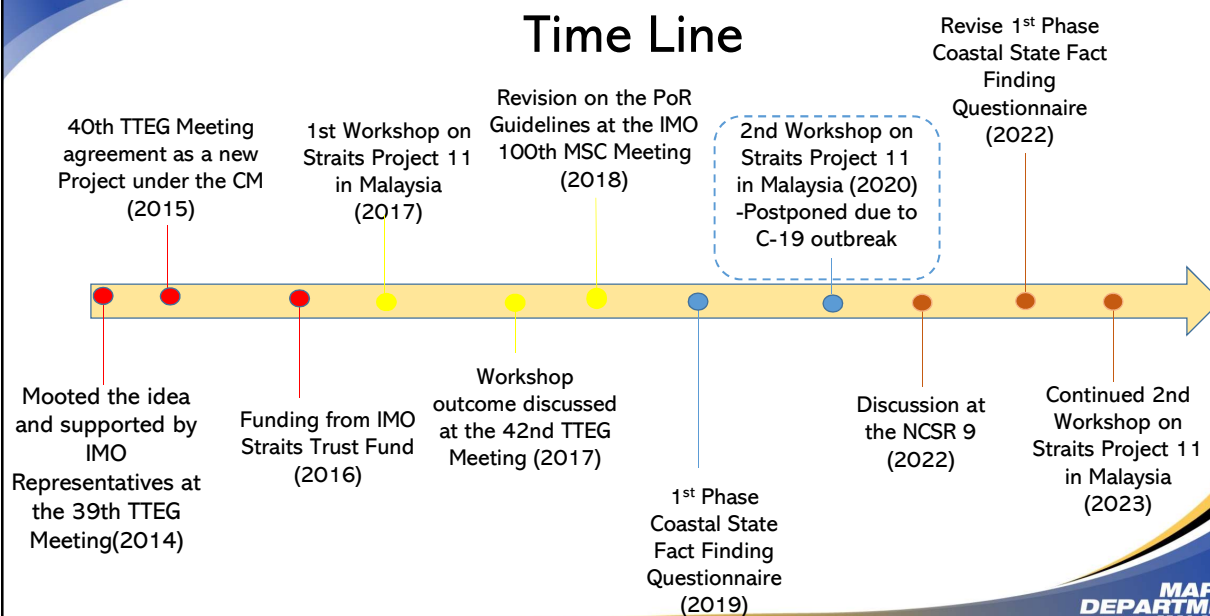 Time Line
Mooted the idea
and supported by
IMO
Representatives at
the 39th TTEG
Meeting(2014)
40th TTEG Meeting
agreement as a new
Project under the CM
(2015)
Funding from IMO
Straits Trust Fund
(2016)
1st Workshop on
Straits Project 11
in Malaysia
(2017)
Workshop
outcome discussed
at the 42nd TTEG
Meeting (2017)
Revision on the PoR
Guidelines at the IMO
100th MSC Meeting
(2018)
1st Phase
Coastal State
Fact Finding
Questionnaire
(2019)
2nd Workshop on
Straits Project 11
in Malaysia (2020)
-Postponed due to
C-19 outbreak
Discussion at
the NCSR 9
(2022)
Revise 1st Phase
Coastal State Fact
Finding
Questionnaire
(2022)
Continued 2nd
Workshop on
Straits Project 11
in Malaysia
(2023)